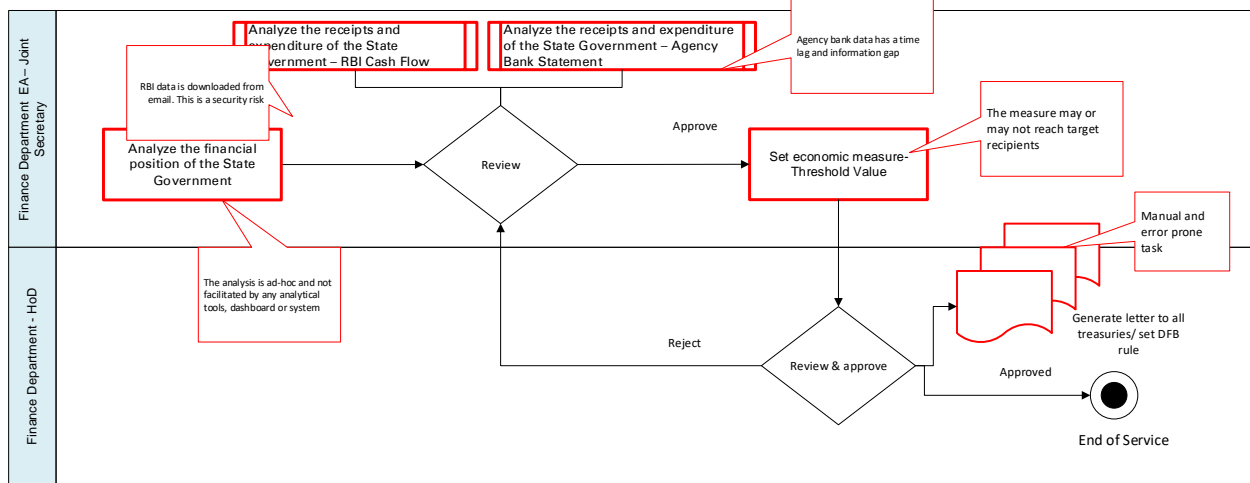 Finance Department EA – Joint
Secretary
Analyze the receipts and
expenditure of the State
Government – RBI Cash Flow
Analyze the receipts and expenditure
of the State Government – Agency
Bank Statement
Agency bank data has a time
lag and information gap
RBI data is downloaded from
email. This is a security risk
Analyze the financial
position of the State
Government
Review
Approve
Set economic measure-
Threshold Value
The measure may or
may not reach target
recipients
Manual and
error prone
task
The analysis is ad-hoc and not
facilitated by any analytical
tools, dashboard or system
Finance Department - HoD
Reject
Review & approve
Generate letter to all
treasuries/ set DFB
rule
Approved
End of Service